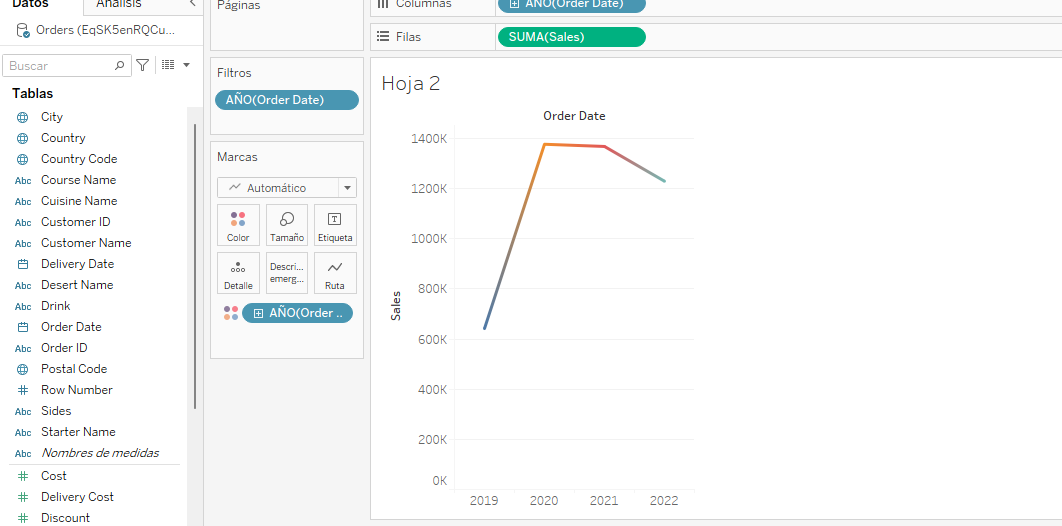 Datos
Análisis
Orders (EqSK5enRQCu...
Buscar
Tablas
City
Country
Country Code
Course Name
Cuisine Name
Customer ID
Customer Name
Delivery Date
Desert Name
Drink
Order Date
Order ID
Postal Code
Row Number
Sides
Starter Name
Nombres de medidas
Cost
Delivery Cost
Discount
Abc
Abc
Abc
Abc
Abc
Abc
Abc
Abc
Abc
Abc
Páginas
Filtros
AÑO(Order Date)
Marcas
Automático
Color
Tamaño
Etiqueta
Detalle
Descri...
emerg...
Ruta
AÑO(Order ..
Columnas
AÑO(Order Date)
Filas
SUMA(Sales)
Hoja 2
Order Date
1400K
1200K
1000K
800K
600K
400K
200K
0K
Sales
2019 2020 2021 2022